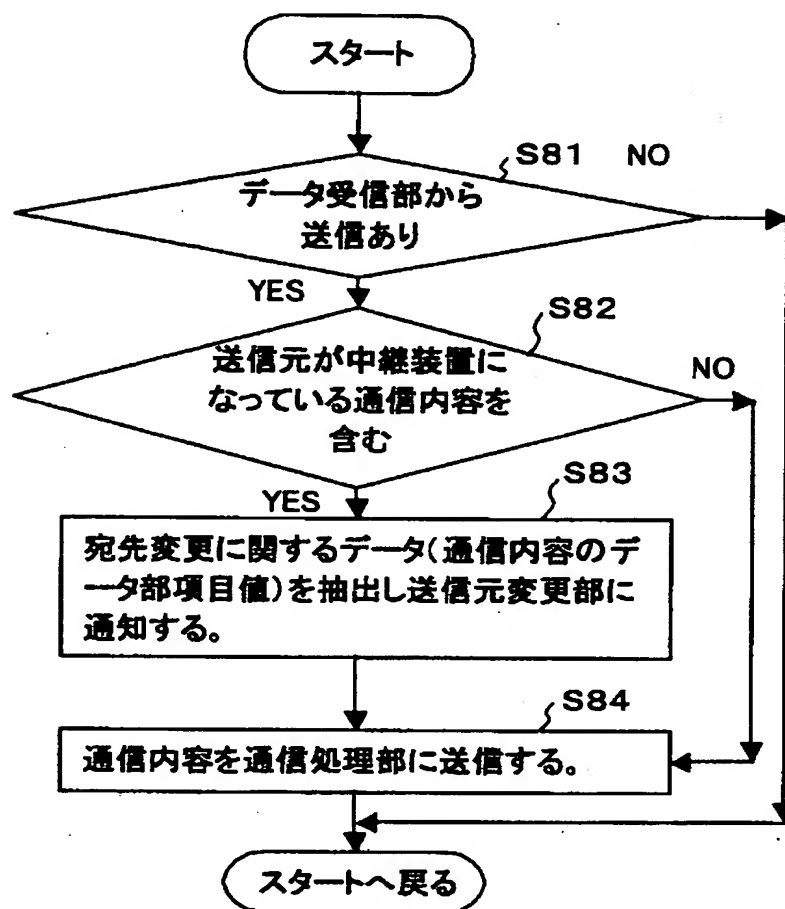 スタート
S81 NO
データ受信部から
送信あり
YES
S82
送信元が中継装置に
なっている通信内容を
含む
NO
YES
S83
宛先変更に関するデータ(通信内容のデ
ータ部項目値)を抽出し送信元変更部に
通知する。
S84
通信内容を通信処理部に送信する。
スタートへ戻る